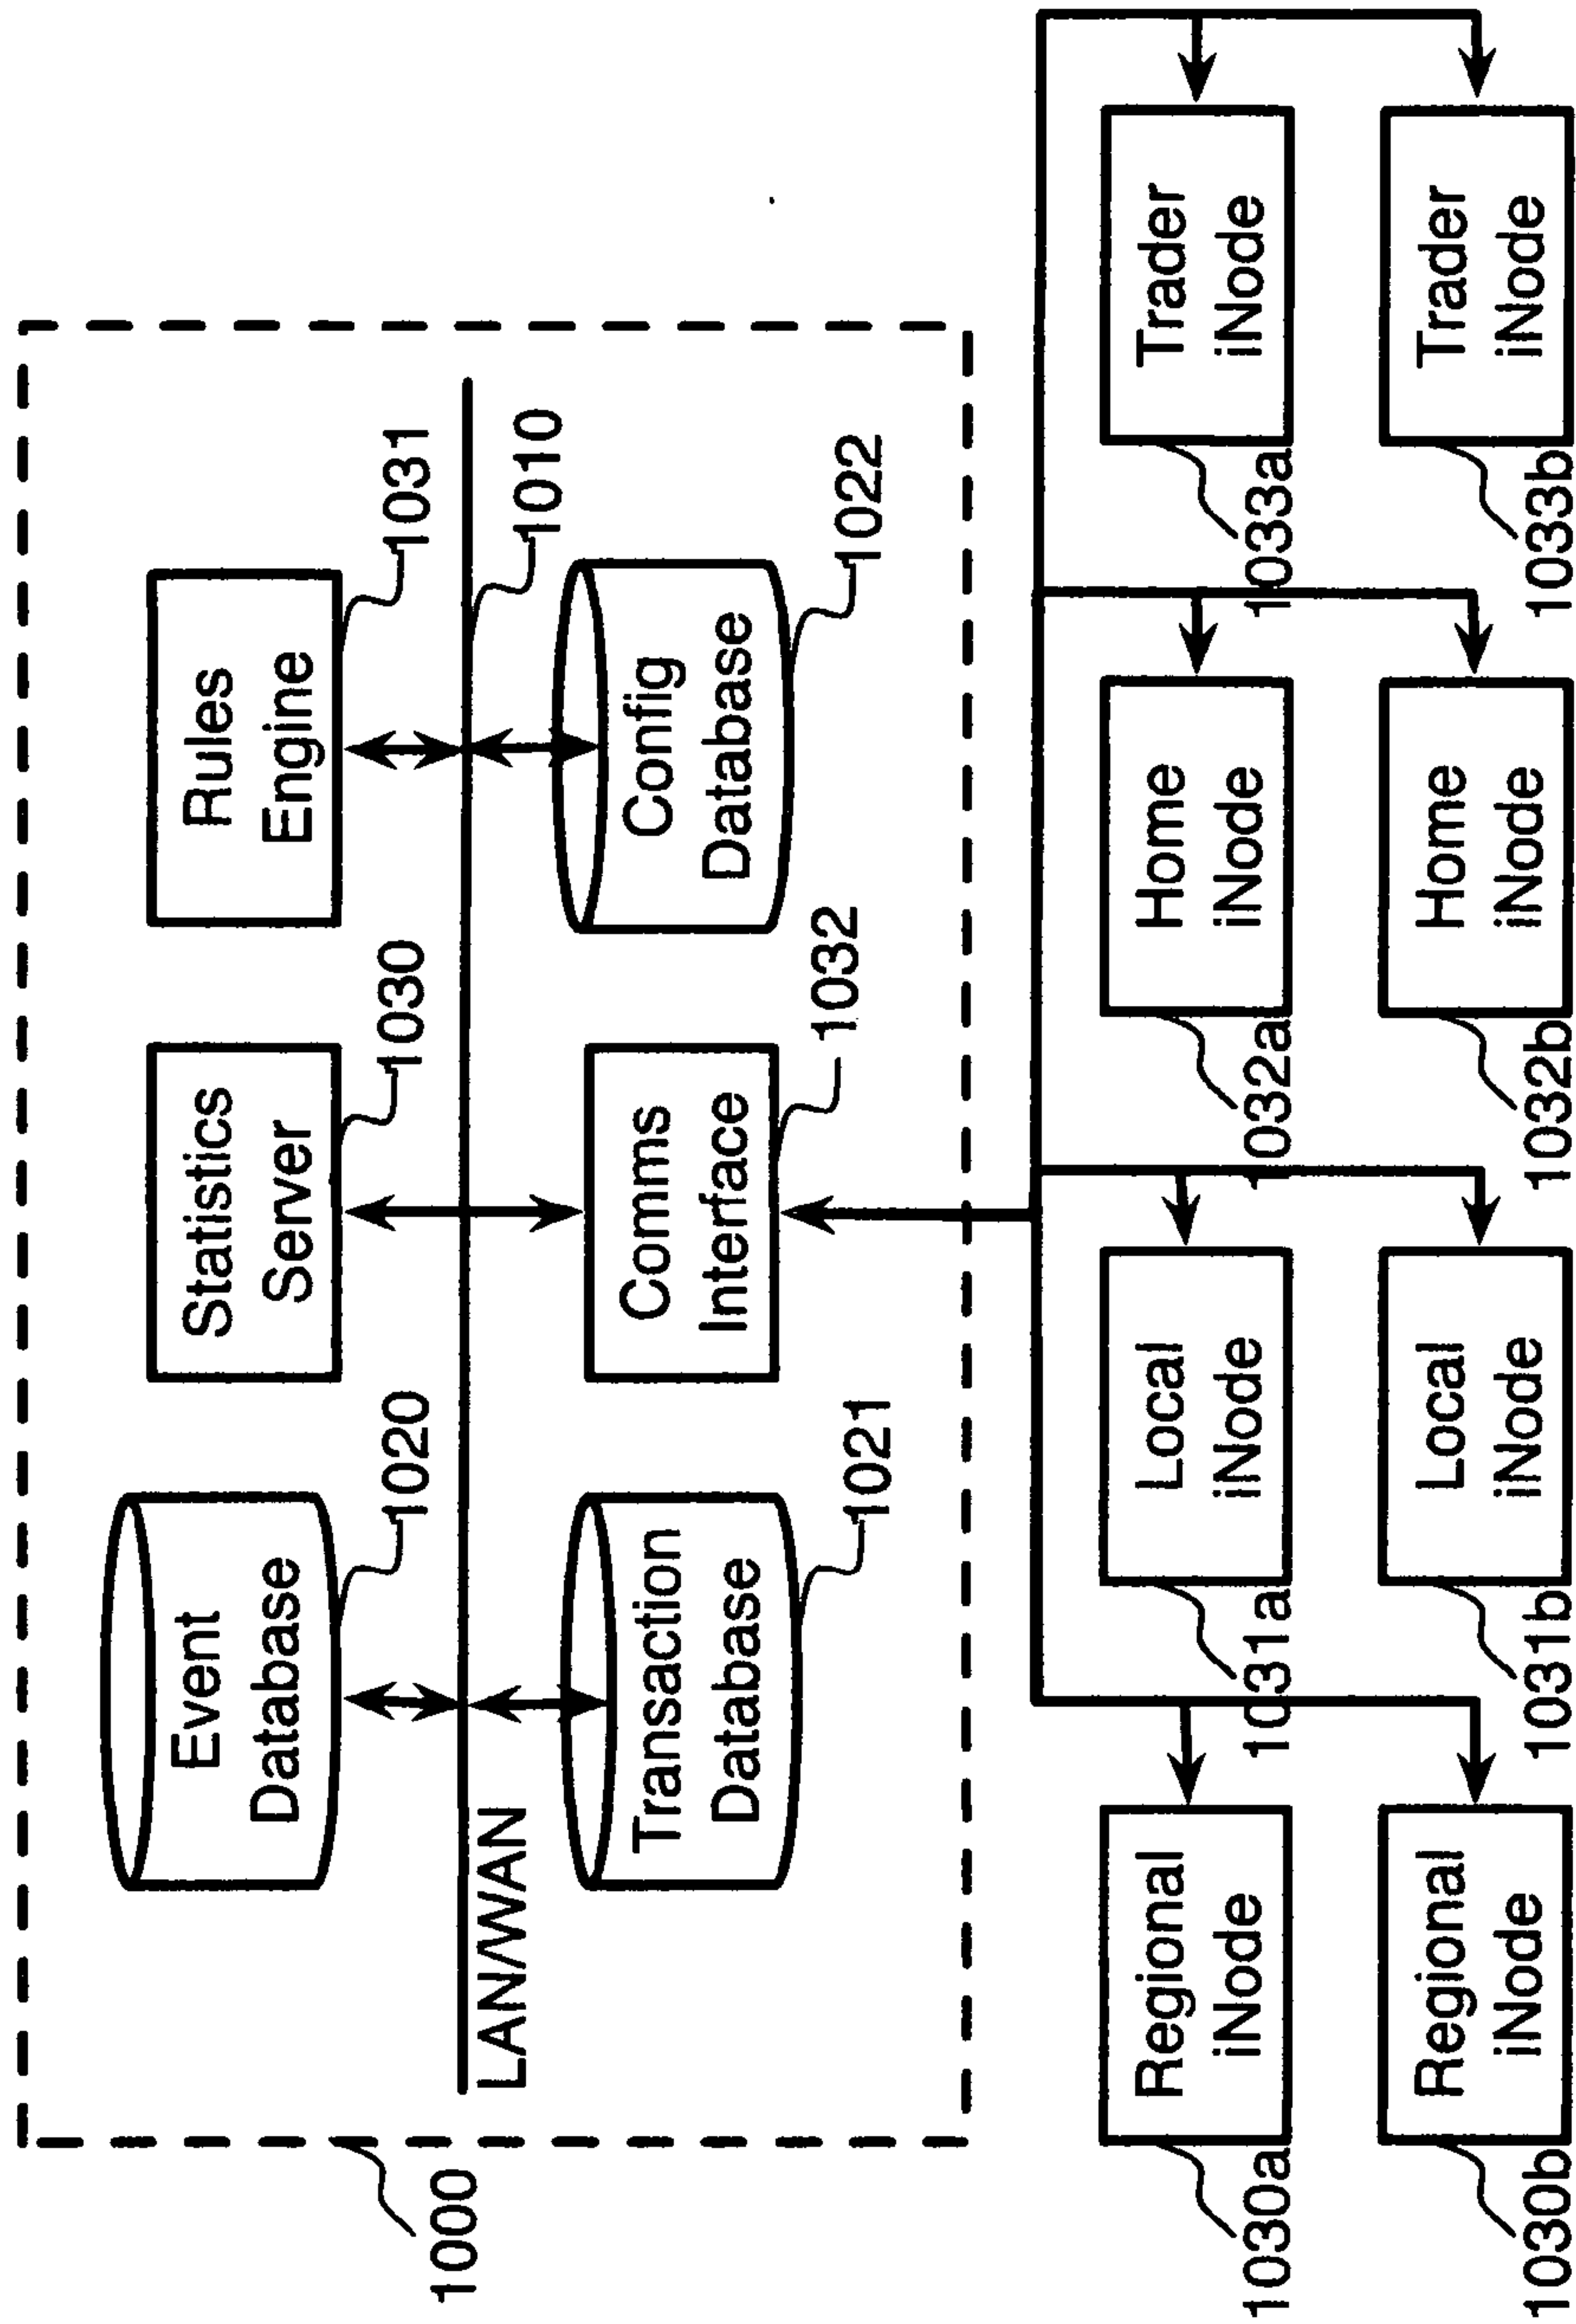 1000
Event
Database
1020
Statistics
Server
1030
Rules
Engine
1031
LAN/WAN
1010
Transaction
Database
1021
Comms
Interface
1032
Config
Database
1022
Regional
iNode
1030a
Local
iNode
1031a
Home
iNode
1032a
Trader
iNode
1033a
Regional
iNode
1030b
Local
iNode
1031b
Home
iNode
1032b
Trader
iNode
1033b